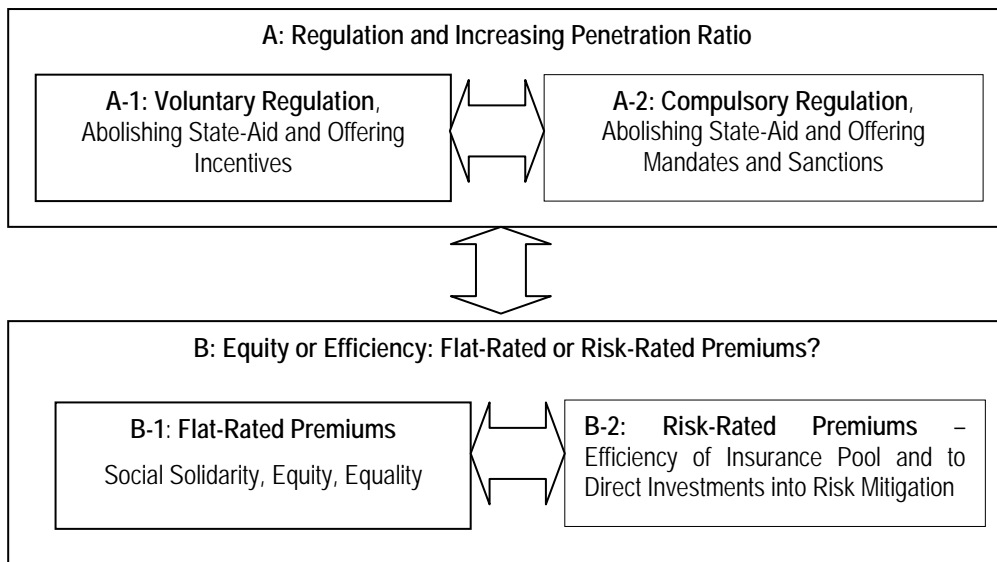 A: Regulation and Increasing Penetration Ratio
A-1: Voluntary Regulation,
Abolishing State-Aid and Offering
Incentives
A-2: Compulsory Regulation,
Abolishing State-Aid and Offering
Mandates and Sanctions
B: Equity or Efficiency: Flat-Rated or Risk-Rated Premiums?
B-1: Flat-Rated Premiums
Social Solidarity, Equity, Equality
B-2: Risk-Rated Premiums –
Efficiency of Insurance Pool and to
Direct Investments into Risk Mitigation